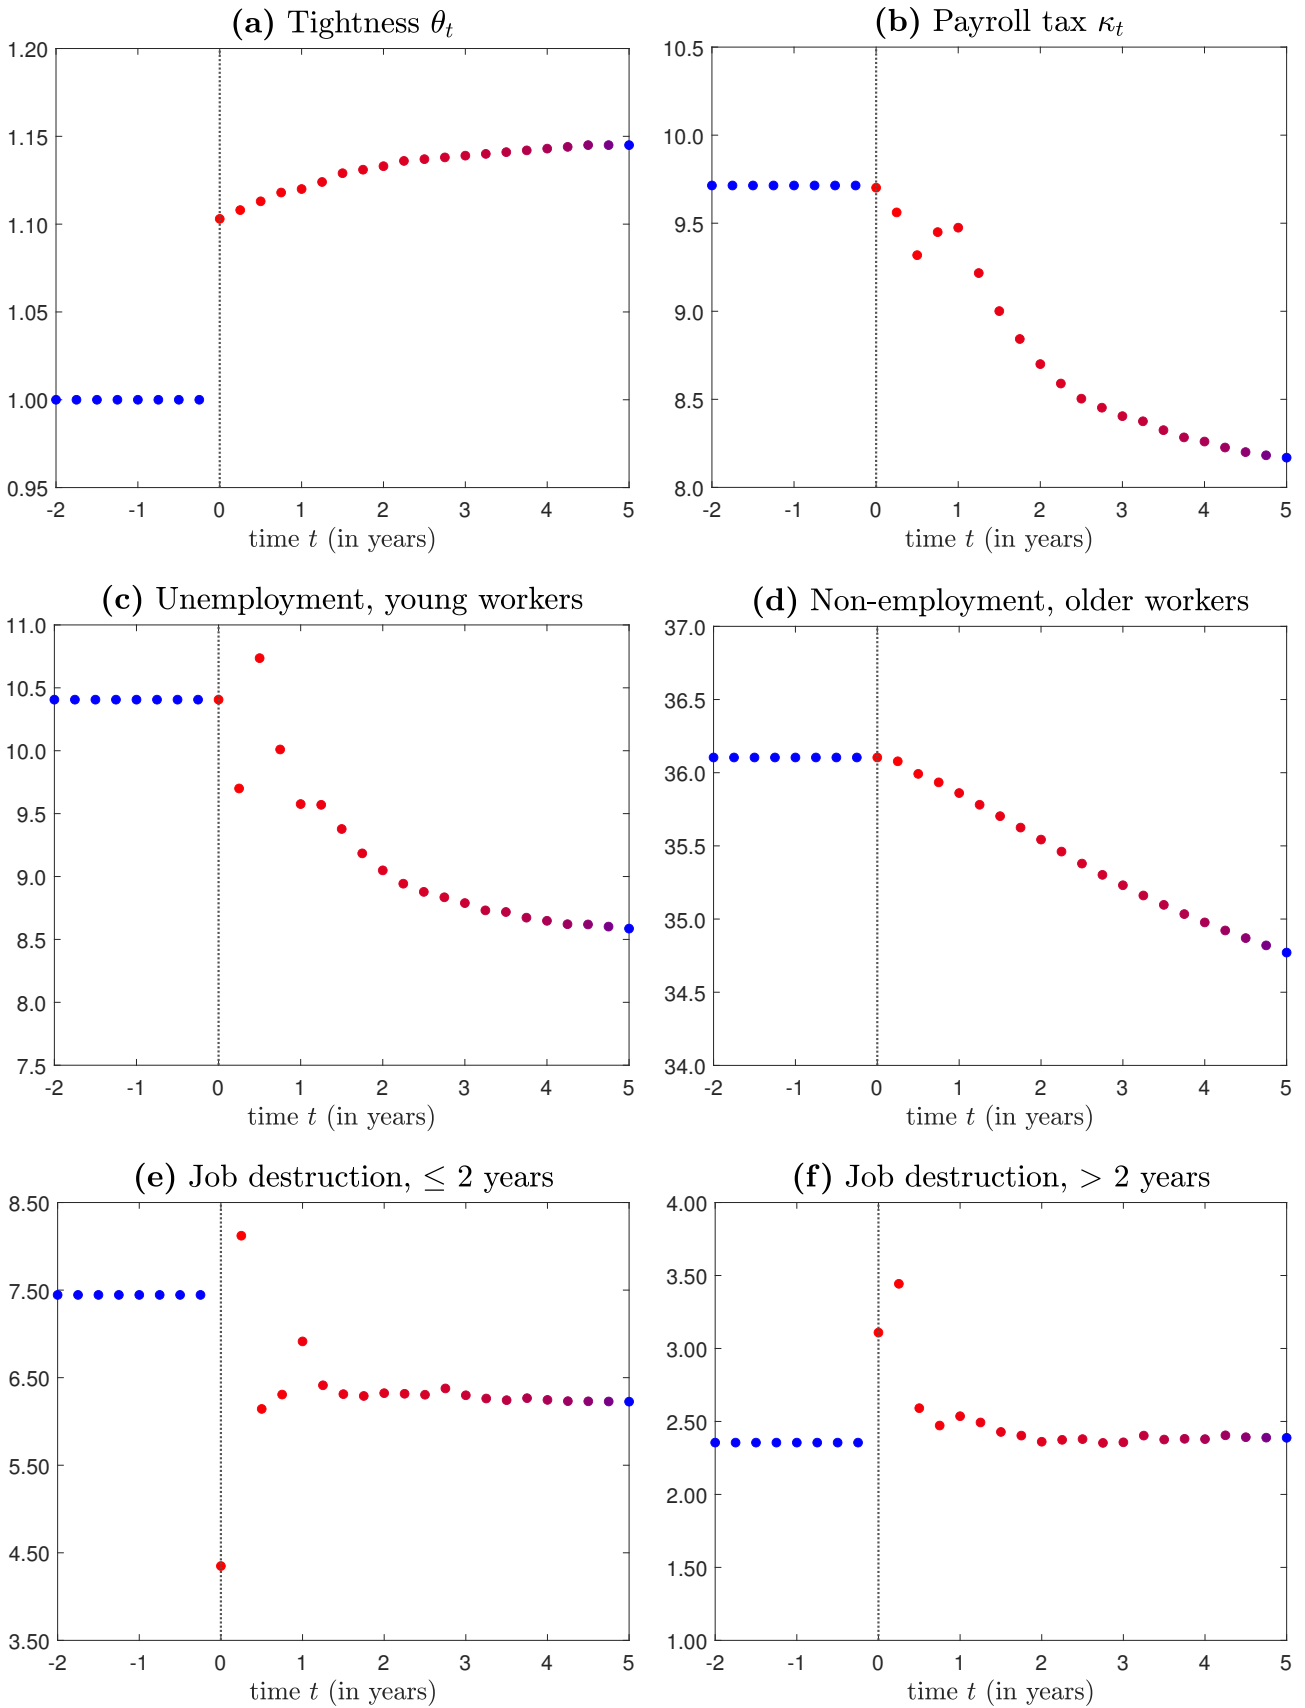 (a) Tightness θt
1.20
1.15
1.10
1.05
1.00
0.95
-2 -1 0 1 2 3 4 5
time t (in years)
(b) Payroll tax κt
10.5
10.0
9.5
9.0
8.5
8.0
-2 -1 0 1 2 3 4 5
time t (in years)
(c) Unemployment, young workers
11.0
10.5
10.0
9.5
9.0
8.5
8.0
7.5
-2 -1 0 1 2 3 4 5
time t (in years)
(d) Non-employment, older workers
37.0
36.5
36.0
35.5
35.0
34.5
34.0
-2 -1 0 1 2 3 4 5
time t (in years)
(e) Job destruction, ≤ 2 years
8.50
7.50
6.50
5.50
4.50
3.50
-2 -1 0 1 2 3 4 5
time t (in years)
(f) Job destruction, > 2 years
4.00
3.50
3.00
2.50
2.00
1.50
1.00
-2 -1 0 1 2 3 4 5
time t (in years)